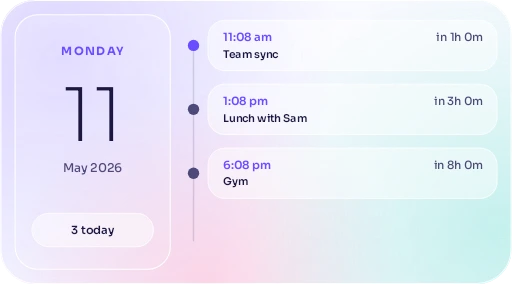 MONDAY
11
May 2026
3 today
11:08 am
in 1h 0m
Team sync
1:08 pm
in 3h 0m
Lunch with Sam
6:08 pm
in 8h 0m
Gym